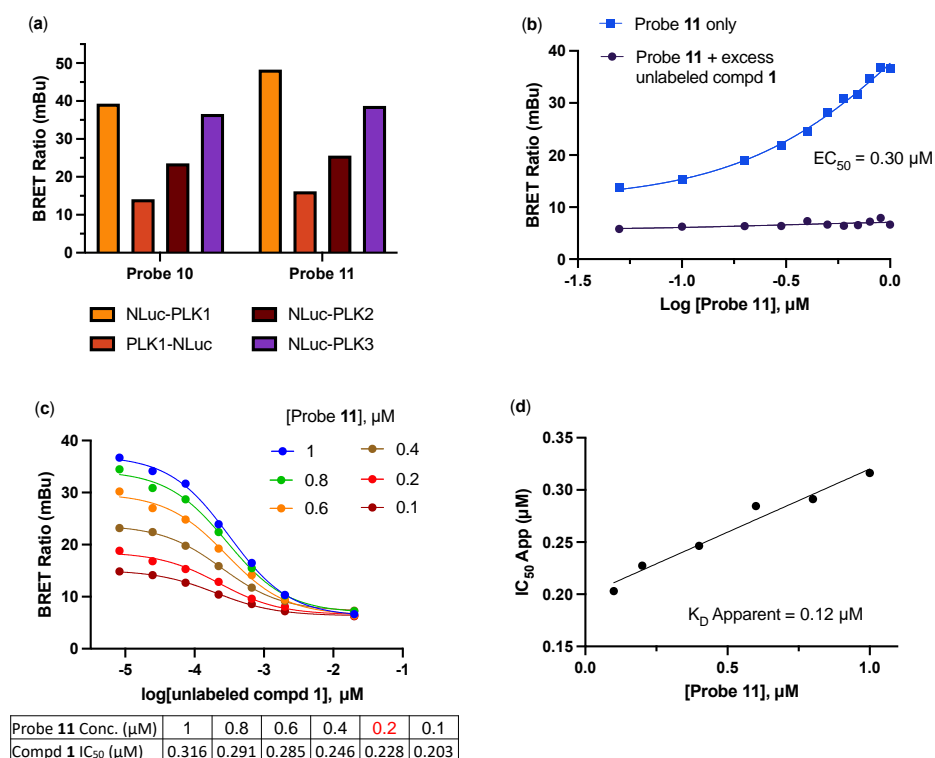 (a)
BRET Ratio (mBu)
50
40
30
20
10
0
Probe 10
Probe 11
NLuc-PLK1
NLuc-PLK2
PLK1-NLuc
NLuc-PLK3
(b)
Probe 11 only
Probe 11 + excess
unlabeled compd 1
BRET Ratio (mBu)
40
30
20
10
0
EC50 = 0.30 µM
-1.5
-1.0
-0.5
0.0
Log [Probe 11], µM
(c)
[Probe 11], µM
1
0.4
0.8
0.2
0.6
0.1
BRET Ratio (mBu)
40
30
20
10
0
-5
-4
-3
-2
-1
log[unlabeled compd 1], µM
Probe 11 Conc. (µM) 1 0.8 0.6 0.4 0.2 0.1
Compd 1 IC50 (µM) 0.316 0.291 0.285 0.246 0.228 0.203
(d)
IC50 App (µM)
0.35
0.30
0.25
0.20
0.15
KD Apparent = 0.12 µM
0.0
0.5
1.0
[Probe 11], µM